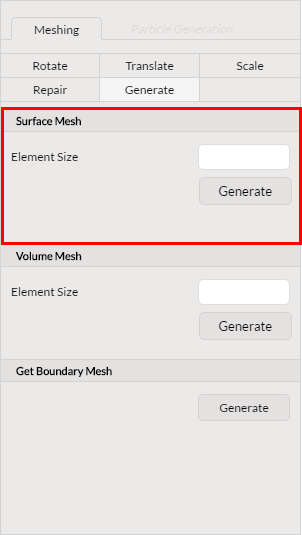 Meshing Particle Generation
Rotate Translate Scale
Repair Generate
Surface Mesh
Element Size
Generate
Volume Mesh
Element Size
Generate
Get Boundary Mesh
Generate